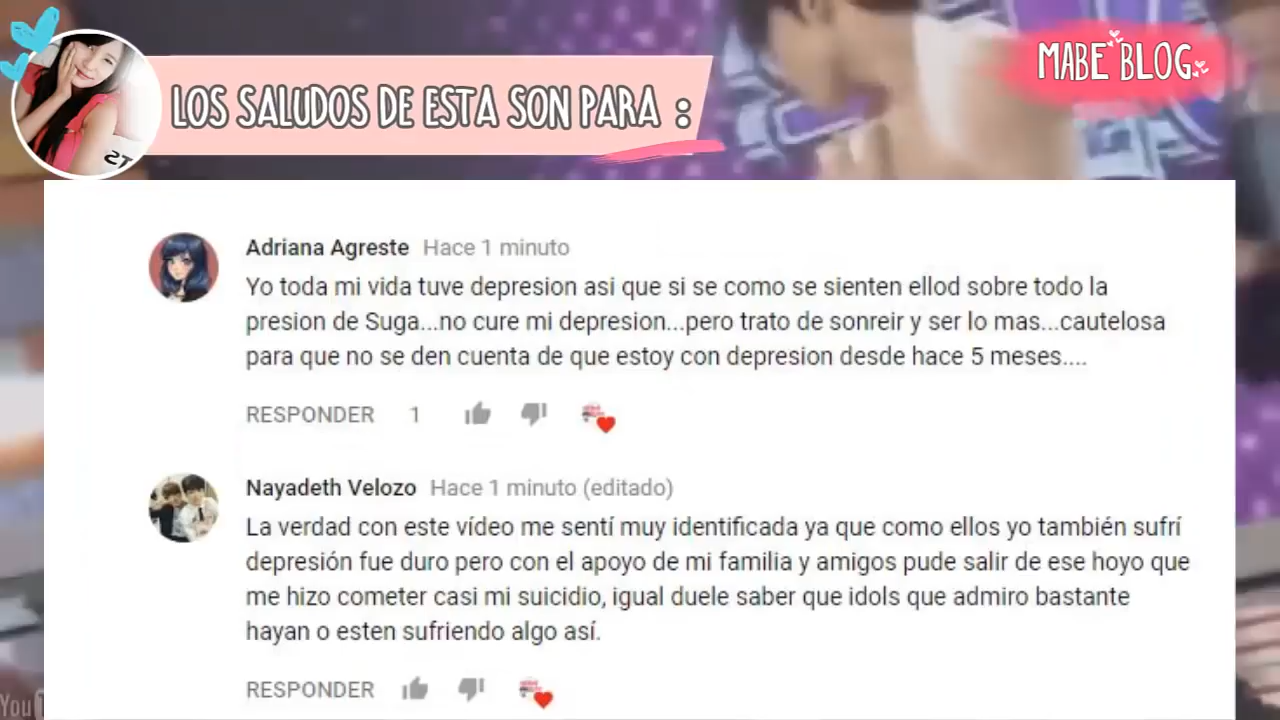 LOS SALUDOS DE ESTA SON PARA :
MABE BLOG
Adriana Agreste Hace 1 minuto
Yo toda mi vida tuve depresion asi que si se como se sienten ellod sobre todo la
presion de Suga...no cure mi depresion...pero trato de sonreir y ser lo mas...cautelosa
para que no se den cuenta de que estoy con depresion desde hace 5 meses....
RESPONDER 1
Nayadeth Velozo Hace 1 minuto (editado)
La verdad con este vídeo me sentí muy identificada ya que como ellos yo también sufrí
depresión fue duro pero con el apoyo de mi familia y amigos pude salir de ese hoyo que
me hizo cometer casi mi suicidio, igual duele saber que idols que admiro bastante
hayan o esten sufriendo algo así.
RESPONDER
You